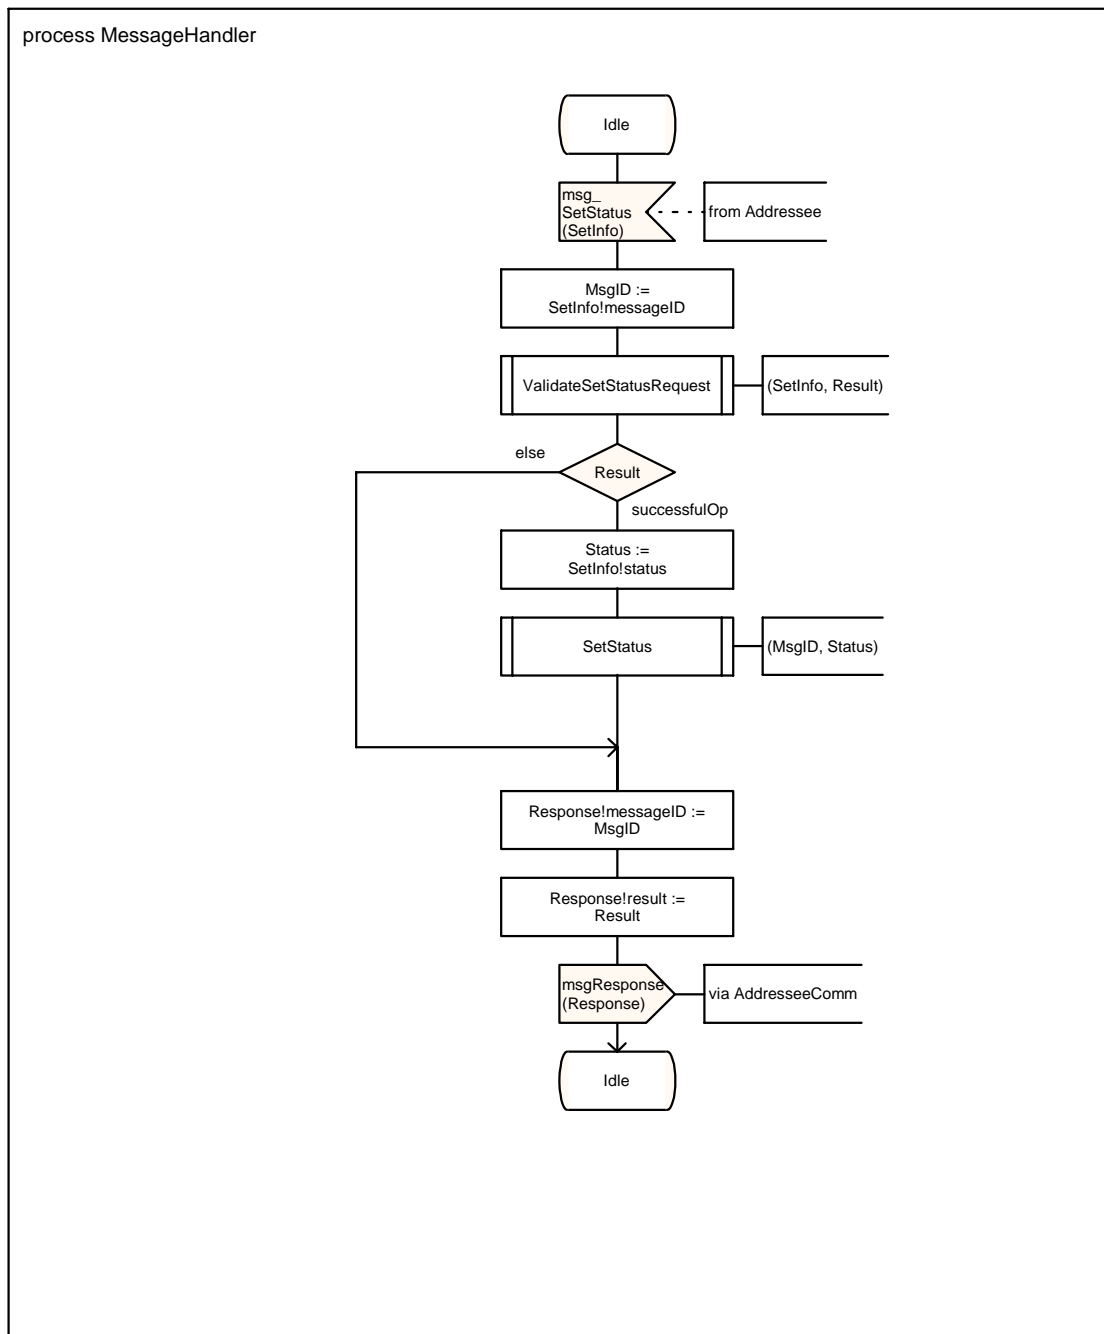 process MessageHandler
Idle
msg_
SetStatus
(SetInfo)
from Addressee
MsgID :=
SetInfo!messageID
ValidateSetStatusRequest
(SetInfo, Result)
else
Result
successfulOp
Status :=
SetInfo!status
SetStatus
(MsgID, Status)
Response!messageID :=
MsgID
Response!result :=
Result
msgResponse
(Response)
via AddresseeComm
Idle